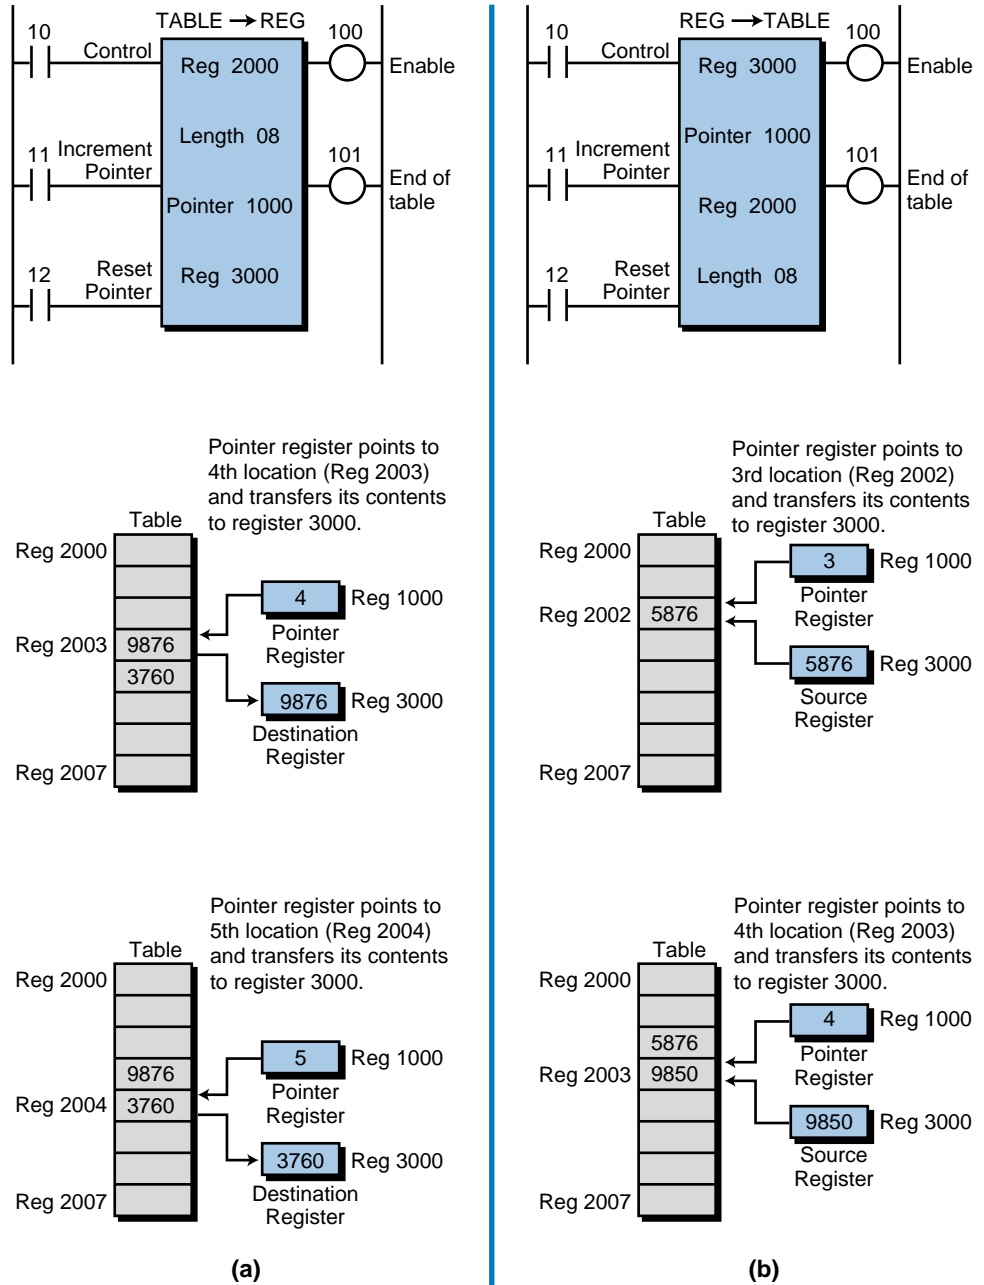 TABLE → REG
10
Control
Reg 2000
100
Enable
Length 08
11
Increment
Pointer
101
End of
table
Pointer 1000
12
Reset
Pointer
Reg 3000
Pointer register points to
4th location (Reg 2003)
and transfers its contents
to register 3000.
Table
Reg 2000
4
Reg 1000
Pointer
Register
Reg 2003
9876
3760
9876
Reg 3000
Destination
Register
Reg 2007
Pointer register points to
5th location (Reg 2004)
and transfers its contents
to register 3000.
Table
Reg 2000
5
Reg 1000
Pointer
Register
9876
Reg 2004
3760
3760
Reg 3000
Destination
Register
Reg 2007
(a)
REG → TABLE
10
Control
Reg 3000
100
Enable
Pointer 1000
11
Increment
Pointer
101
End of
table
Reg 2000
12
Reset
Pointer
Length 08
Pointer register points to
3rd location (Reg 2002)
and transfers its contents
to register 3000.
Table
Reg 2000
3
Reg 1000
Pointer
Register
Reg 2002
5876
5876
Reg 3000
Source
Register
Reg 2007
Pointer register points to
4th location (Reg 2003)
and transfers its contents
to register 3000.
Table
Reg 2000
4
Reg 1000
Pointer
Register
5876
Reg 2003
9850
9850
Reg 3000
Source
Register
Reg 2007
(b)